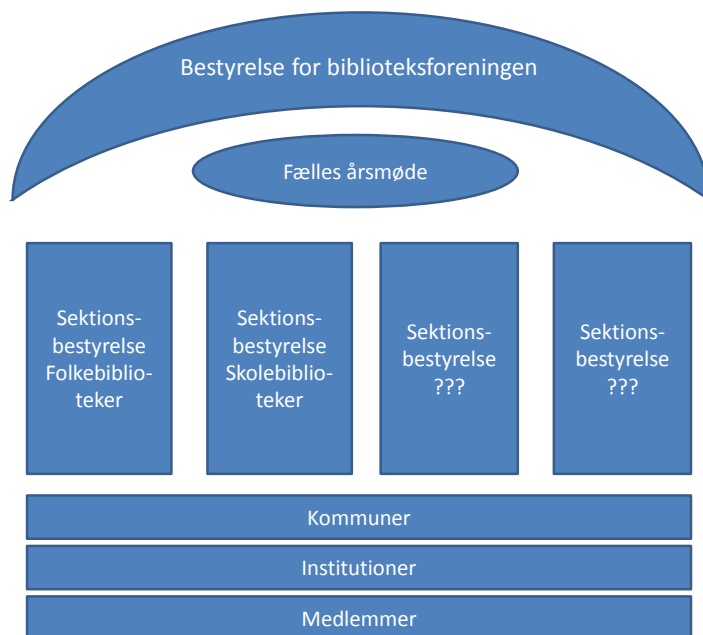 Bestyrelse for biblioteksforeningen
Fælles årsmøde
Sektions-
bestyrelse
Folkebiblio-
teker
Sektions-
bestyrelse
Skolebiblio-
teker
Sektions-
bestyrelse
???
Sektions-
bestyrelse
???
Kommuner
Institutioner
Medlemmer